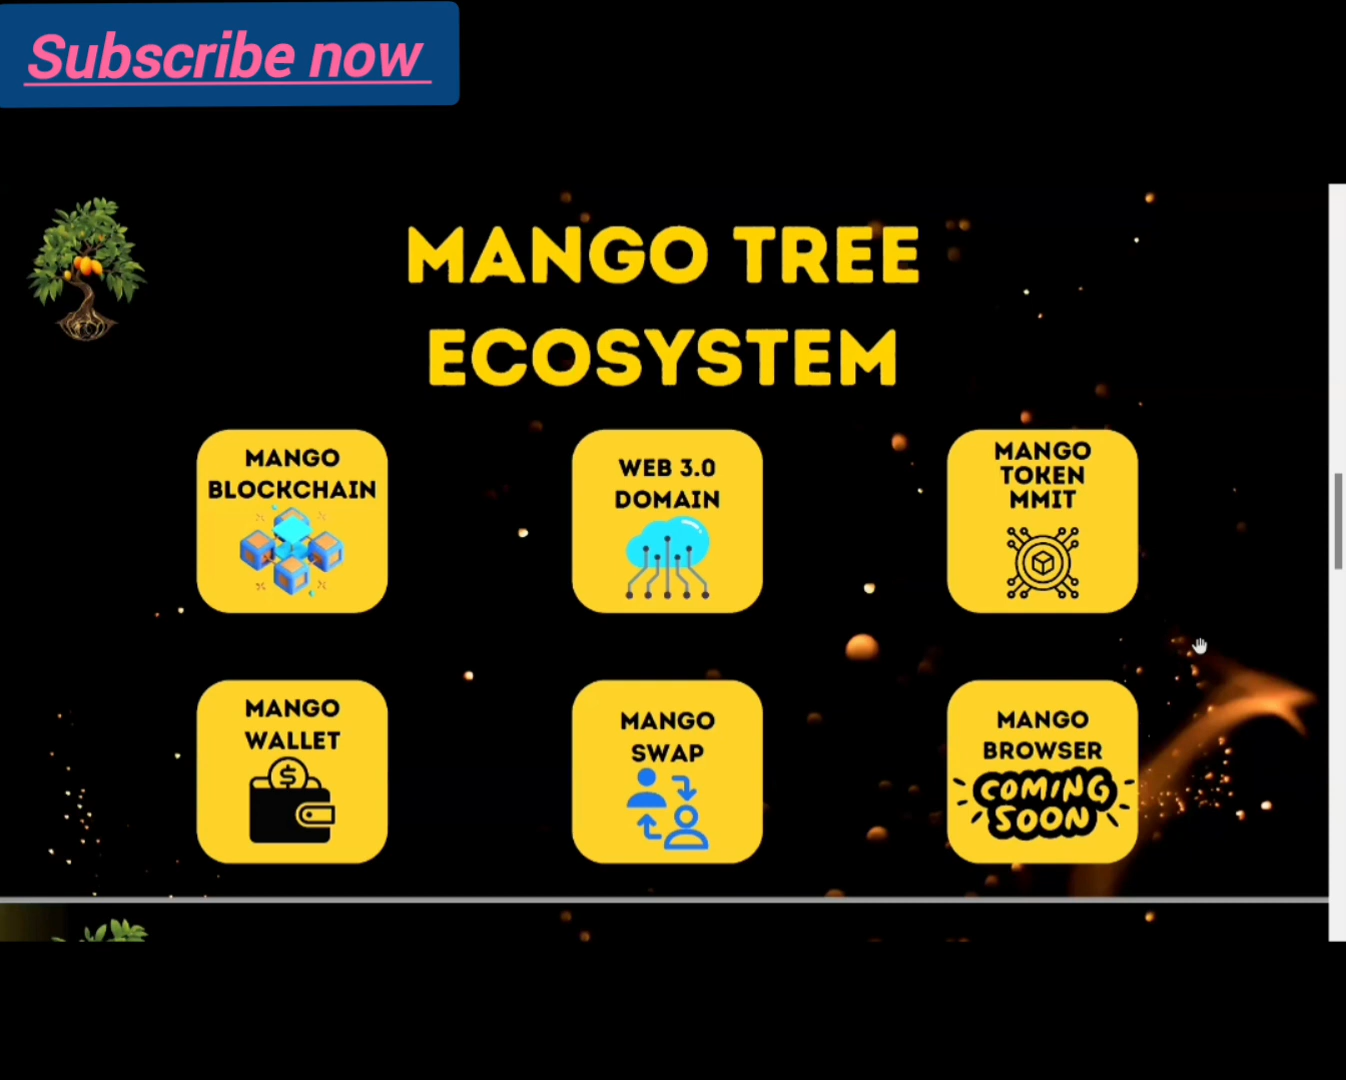 Subscribe now
MANGO TREE
ECOSYSTEM
MANGO
BLOCKCHAIN
WEB 3.0
DOMAIN
MANGO
TOKEN
MMIT
MANGO
WALLET
$
MANGO
SWAP
MANGO
BROWSER
COMING
SOON